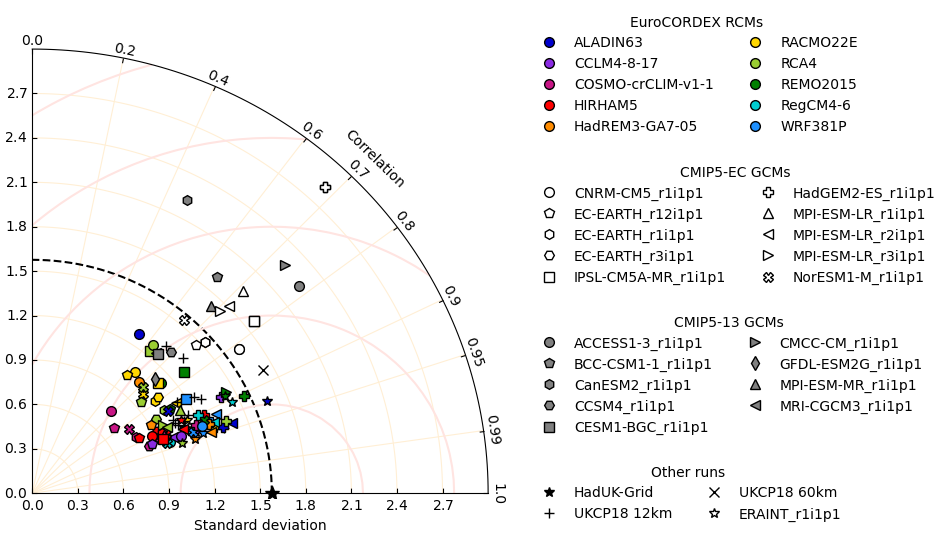 EuroCORDEX RCMs
ALADIN63 RACMO22E
CCLM4-8-17 RCA4
COSMO-crCLIM-v1-1 REMO2015
HIRHAM5 RegCM4-6
HadREM3-GA7-05 WRF381P
CMIP5-EC GCMs
CNRM-CM5_r1i1p1 HadGEM2-ES_r1i1p1
EC-EARTH_r12i1p1 MPI-ESM-LR_r1i1p1
EC-EARTH_r1i1p1 MPI-ESM-LR_r2i1p1
EC-EARTH_r3i1p1 MPI-ESM-LR_r3i1p1
IPSL-CM5A-MR_r1i1p1 NorESM1-M_r1i1p1
CMIP5-13 GCMs
ACCESS1-3_r1i1p1 CMCC-CM_r1i1p1
BCC-CSM1-1_r1i1p1 GFDL-ESM2G_r1i1p1
CanESM2_r1i1p1 MPI-ESM-MR_r1i1p1
CCSM4_r1i1p1 MRI-CGCM3_r1i1p1
CESM1-BGC_r1i1p1
Other runs
HadUK-Grid UKCP18 60km
UKCP18 12km ERAINT_r1i1p1
0.0 0.2 0.4 0.6 0.7 0.8 0.9 0.95 0.99 1.0
Correlation
2.7
2.4
2.1
1.8
1.5
1.2
0.9
0.6
0.3
0.0
0.0 0.3 0.6 0.9 1.2 1.5 1.8 2.1 2.4 2.7
Standard deviation